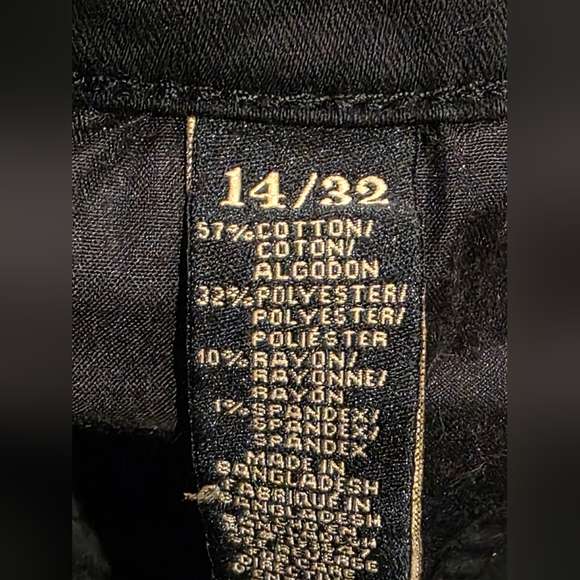 14/32
57% COTTON/
COTON/
ALGODON
32% POLYESTER/
POLYESTER/
POLIÉSTER
10% RAYON/
RAYONNE/
RAYON
1% SPANDEX/
SPANDEX/
SPANDEX
MADE IN
BANGLADESH
FABRIQUE IN
BANGLADESH